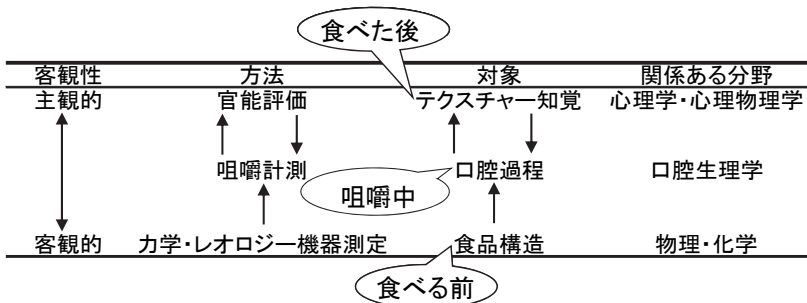 食べた後
客観性 方法 対象 関係ある分野
主観的 官能評価 テクスチャー知覚 心理学・心理物理学
咀嚼計測 口腔過程 口腔生理学
咀嚼中
客観的 力学・レオロジー機器測定 食品構造 物理・化学
食べる前